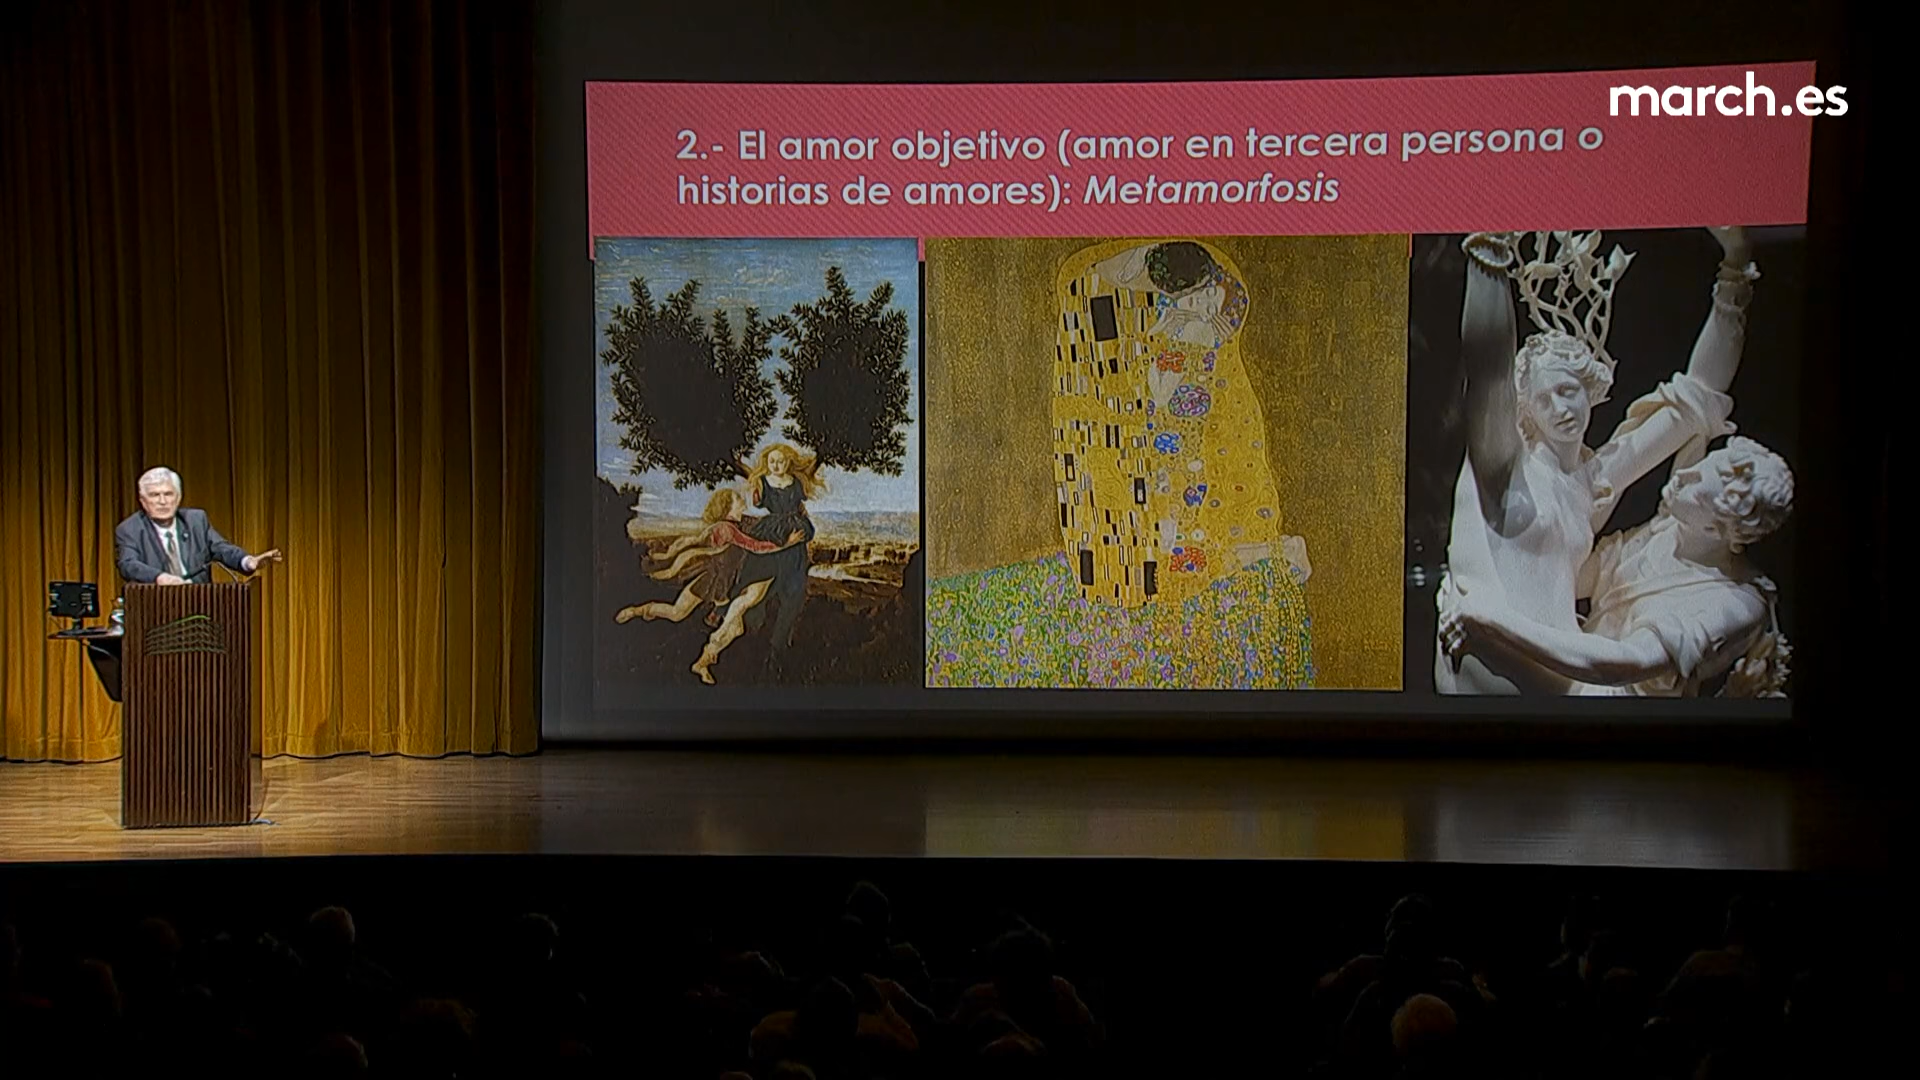 march.es
2.- El amor objetivo (amor en tercera persona o
historias de amores): Metamorfosis